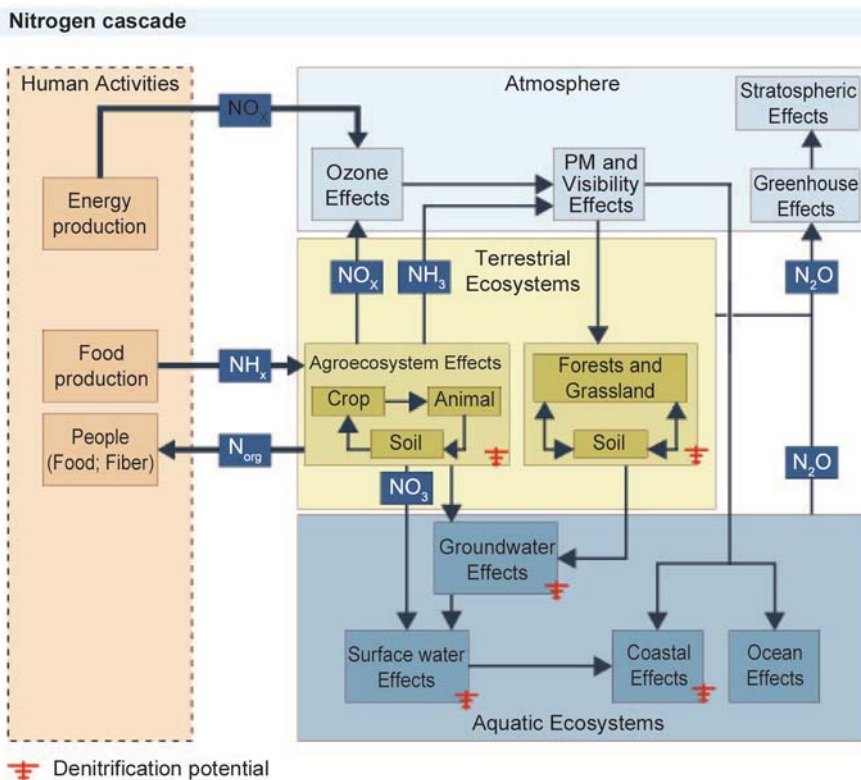 Nitrogen cascade
Human Activities
Atmosphere
Stratospheric
Effects
NOₓ
Ozone
Effects
PM and
Visibility
Effects
Greenhouse
Effects
Energy
production
Terrestrial
Ecosystems
NOₓ
NH₃
N₂O
Food
production
NHₓ
Agroecosystem Effects
Crop
Animal
Soil
Forests and
Grassland
Soil
People
(Food; Fiber)
N_org
NO₃
N₂O
Groundwater
Effects
Surface water
Effects
Coastal
Effects
Ocean
Effects
Aquatic Ecosystems
Denitrification potential